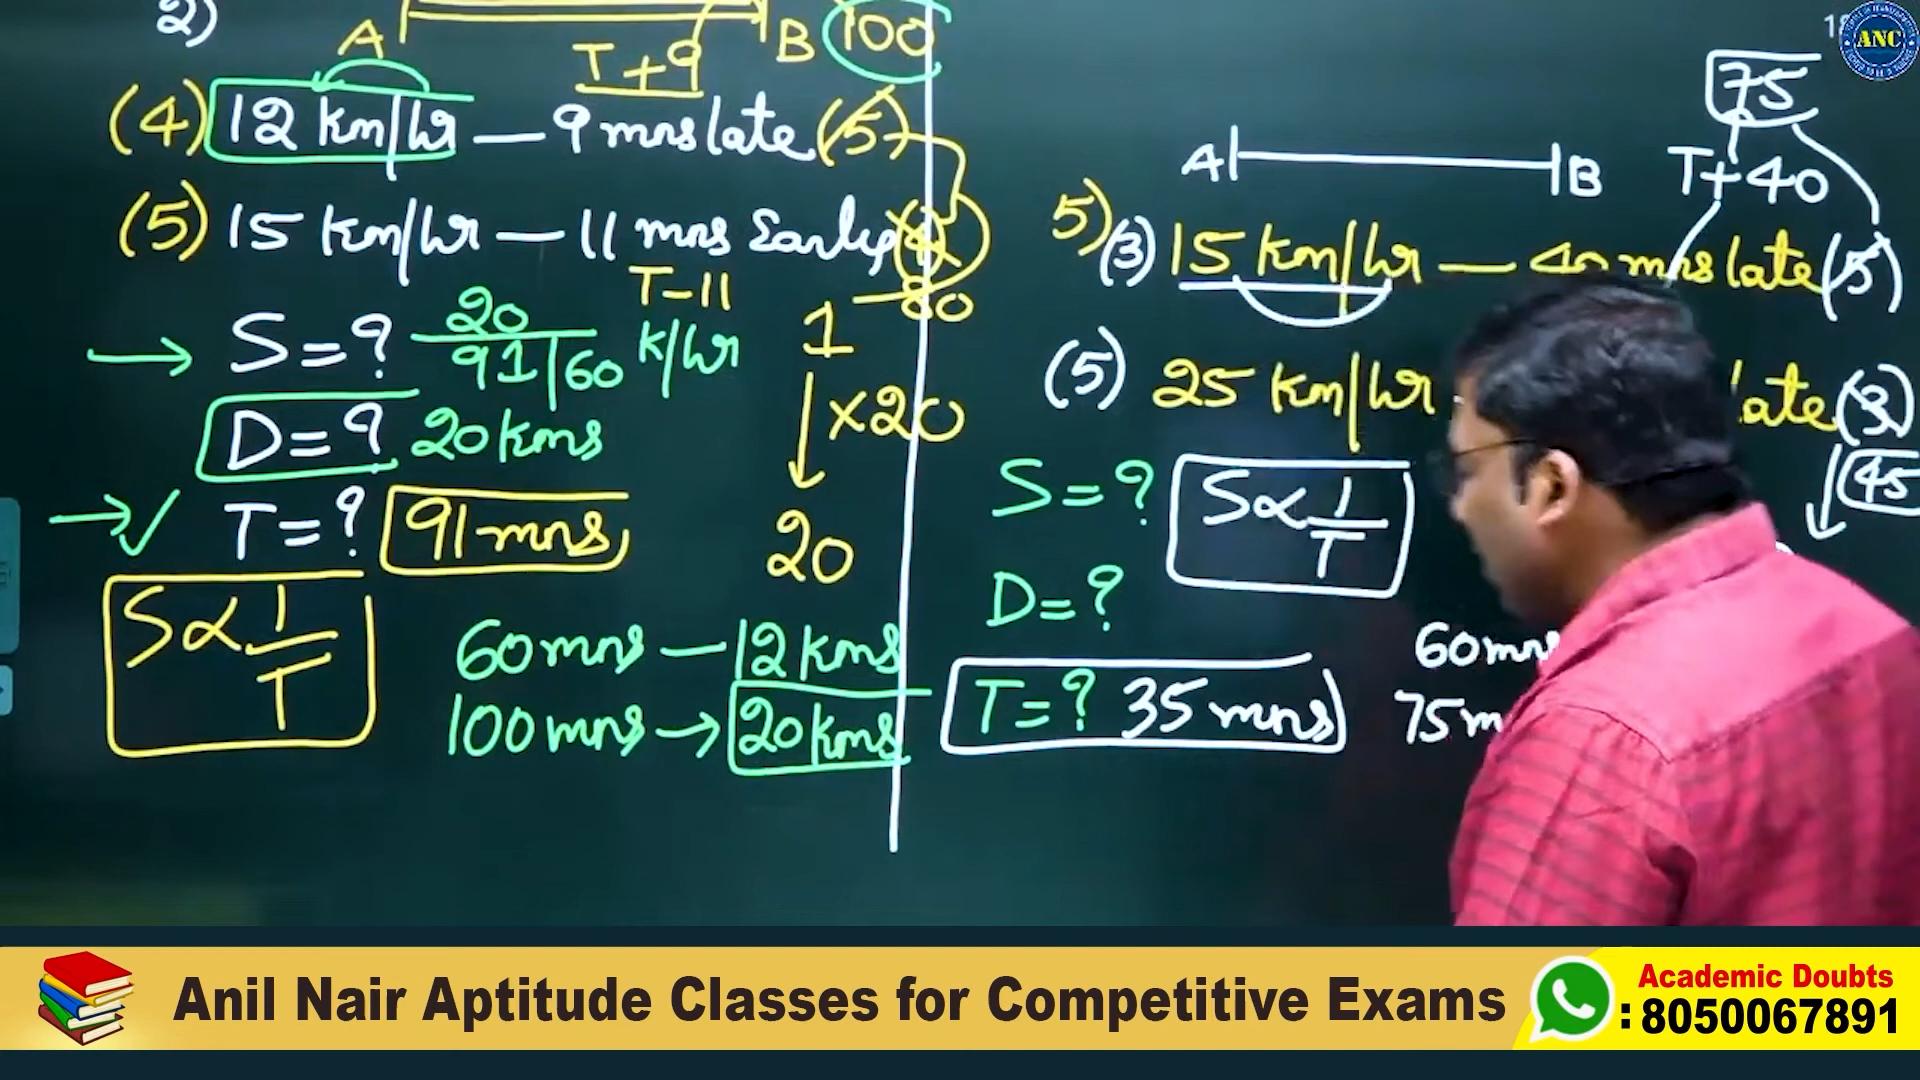 2)
A B 100
T+9
(4) 12 km/hr — 9 mns late (5)
(5) 15 km/hr — 11 mns Early (4)
T-11 80
→ S = ? 20 / 91/60 k/hr
D = ? 20 kms
→✓ T = ? 91 mns
S ∝ 1/T
1
↓ ×20
20
60 mns — 12 kms
100 mns → 20 kms
75
A B T+40
5) (3) 15 km/hr — 40 mns late (5)
(5) 25 km/hr late (3)
45
S = ? S ∝ 1/T
D = ?
T = ? 35 mns
60 mns
75 m
ANC
Anil Nair Aptitude Classes for Competitive Exams
Academic Doubts
: 8050067891